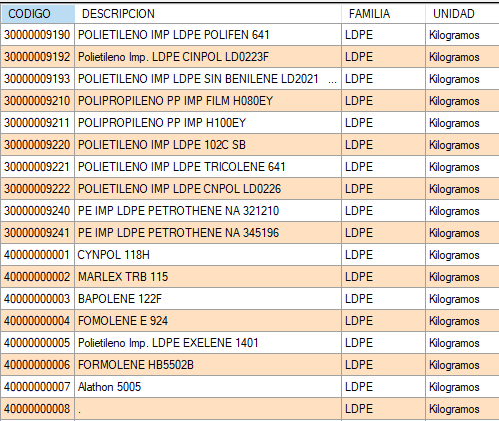 CODIGO DESCRIPCION FAMILIA UNIDAD
30000009190 POLIETILENO IMP LDPE POLIFEN 641 LDPE Kilogramos
30000009192 Polietileno Imp. LDPE CINPOL LD0223F LDPE Kilogramos
30000009193 POLIETILENO IMP LDPE SIN BENILENE LD2021 ... LDPE Kilogramos
30000009210 POLIPROPILENO PP IMP FILM H080EY LDPE Kilogramos
30000009211 POLIPROPILENO PP IMP H100EY LDPE Kilogramos
30000009220 POLIETILENO IMP LDPE 102C SB LDPE Kilogramos
30000009221 POLIETILENO IMP LDPE TRICOLENE 641 LDPE Kilogramos
30000009222 POLIETILENO IMP LDPE CNPOL LD0226 LDPE Kilogramos
30000009240 PE IMP LDPE PETROTHENE NA 321210 LDPE Kilogramos
30000009241 PE IMP LDPE PETROTHENE NA 345196 LDPE Kilogramos
40000000001 CYNPOL 118H LDPE Kilogramos
40000000002 MARLEX TRB 115 LDPE Kilogramos
40000000003 BAPOLENE 122F LDPE Kilogramos
40000000004 FOMOLENE E 924 LDPE Kilogramos
40000000005 Polietileno Imp. LDPE EXELENE 1401 LDPE Kilogramos
40000000006 FORMOLENE HB5502B LDPE Kilogramos
40000000007 Alathon 5005 LDPE Kilogramos
40000000008 . LDPE Kilogramos